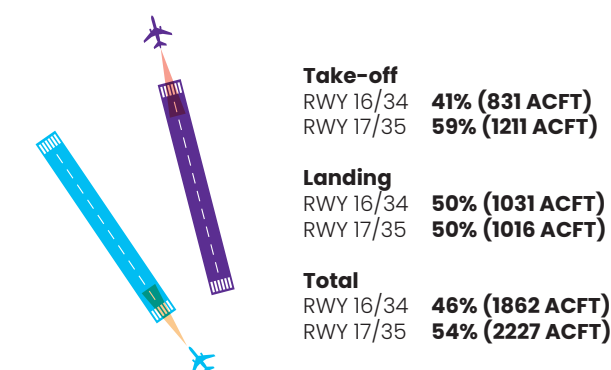 Take-off
RWY 16/34 41% (831 ACFT)
RWY 17/35 59% (1211 ACFT)
Landing
RWY 16/34 50% (1031 ACFT)
RWY 17/35 50% (1016 ACFT)
Total
RWY 16/34 46% (1862 ACFT)
RWY 17/35 54% (2227 ACFT)